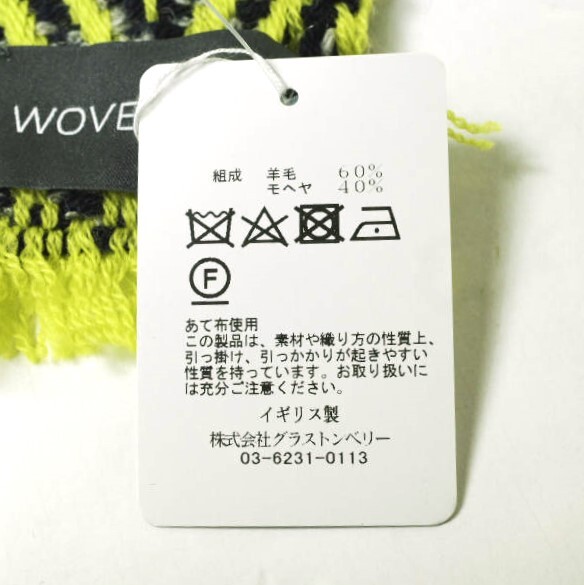 WOVE
組成 羊毛 60%
モヘヤ 40%
F
あて布使用
この製品は、素材や織り方の性質上、
引っ掛け、引っかかりが起きやすい
性質を持っています。お取り扱いに
は充分ご注意ください。
イギリス製
株式会社グラストンベリー
03-6231-0113